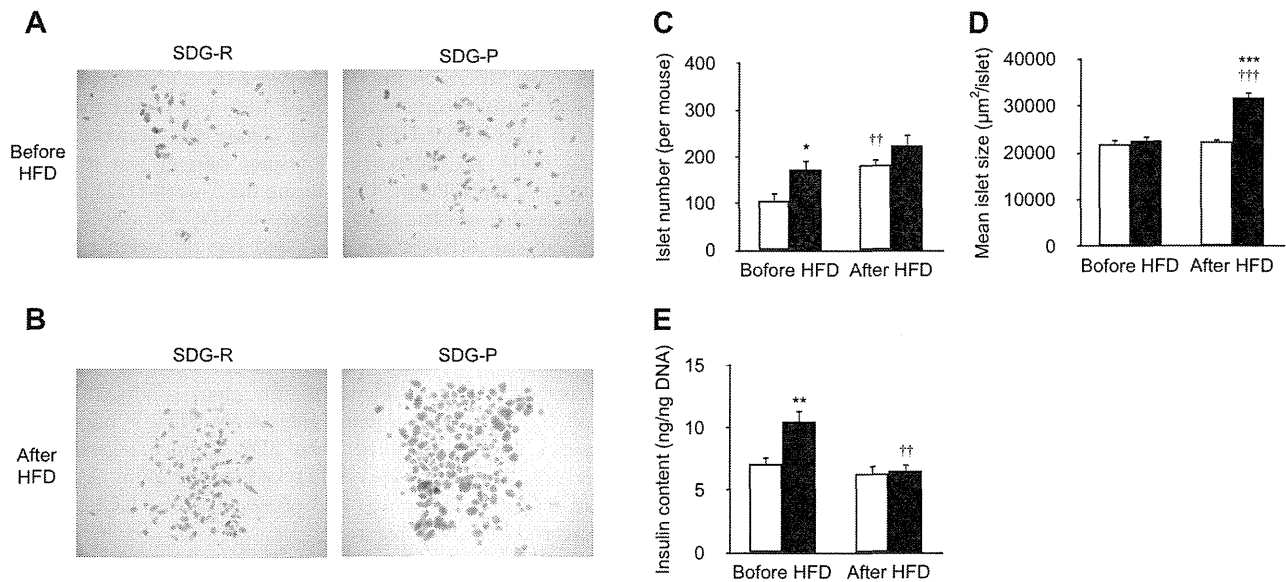 A
SDG-R
SDG-P
Before
HFD
B
SDG-R
SDG-P
After
HFD
C
Islet number (per mouse)
400
300
200
100
0
*
††
Bofore HFD
After HFD
D
Mean islet size (µm²/islet)
40000
30000
20000
10000
0
***
†††
Bofore HFD
After HFD
E
Insulin content (ng/ng DNA)
15
10
5
0
**
††
Bofore HFD
After HFD